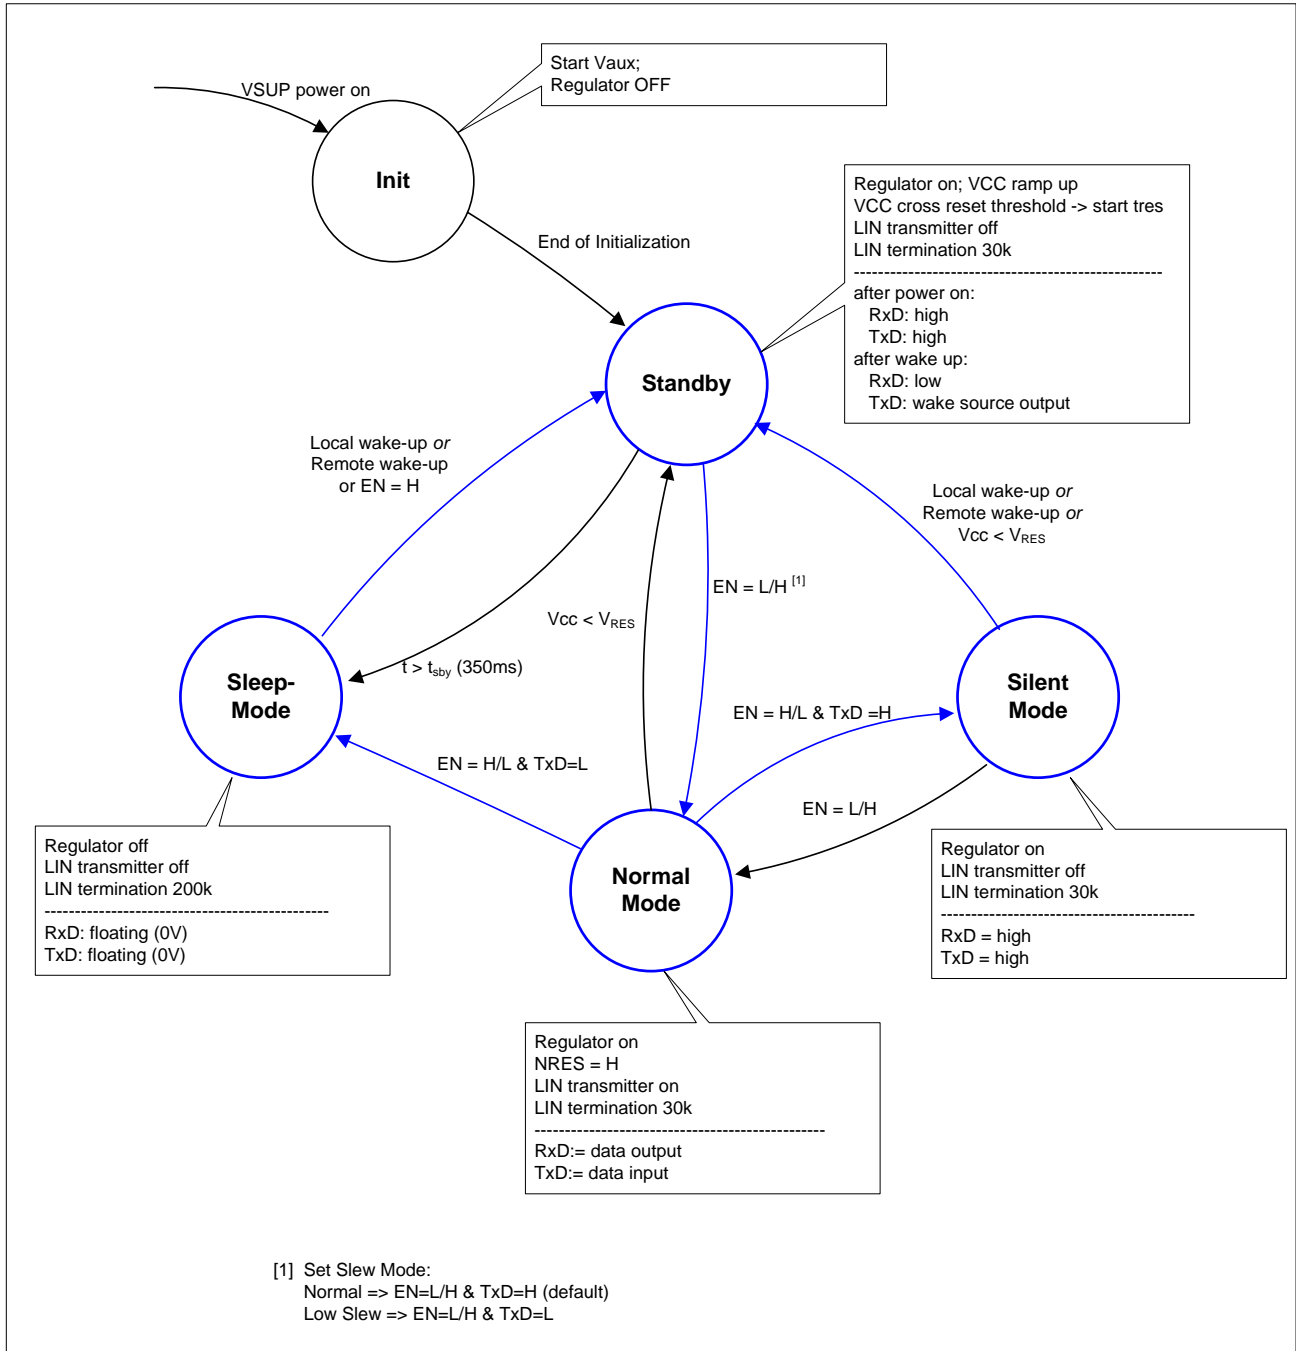 Start Vaux;
Regulator OFF
VSUP power on
Init
End of Initialization
Regulator on; VCC ramp up
VCC cross reset threshold -> start tres
LIN transmitter off
LIN termination 30k
----------------------------------------------------
after power on:
RxD: high
TxD: high
after wake up:
RxD: low
TxD: wake source output
Standby
Local wake-up or
Remote wake-up
or EN = H
Local wake-up or
Remote wake-up or
Vcc < VRES
EN = L/H [1]
Vcc < VRES
t > tsby (350ms)
Sleep-
Mode
Silent
Mode
EN = H/L & TxD =H
EN = H/L & TxD=L
EN = L/H
Normal
Mode
Regulator off
LIN transmitter off
LIN termination 200k
------------------------------------------------
RxD: floating (0V)
TxD: floating (0V)
Regulator on
LIN transmitter off
LIN termination 30k
-------------------------------------------
RxD = high
TxD = high
Regulator on
NRES = H
LIN transmitter on
LIN termination 30k
-------------------------------------------------
RxD:= data output
TxD:= data input
[1] Set Slew Mode:
Normal => EN=L/H & TxD=H (default)
Low Slew => EN=L/H & TxD=L